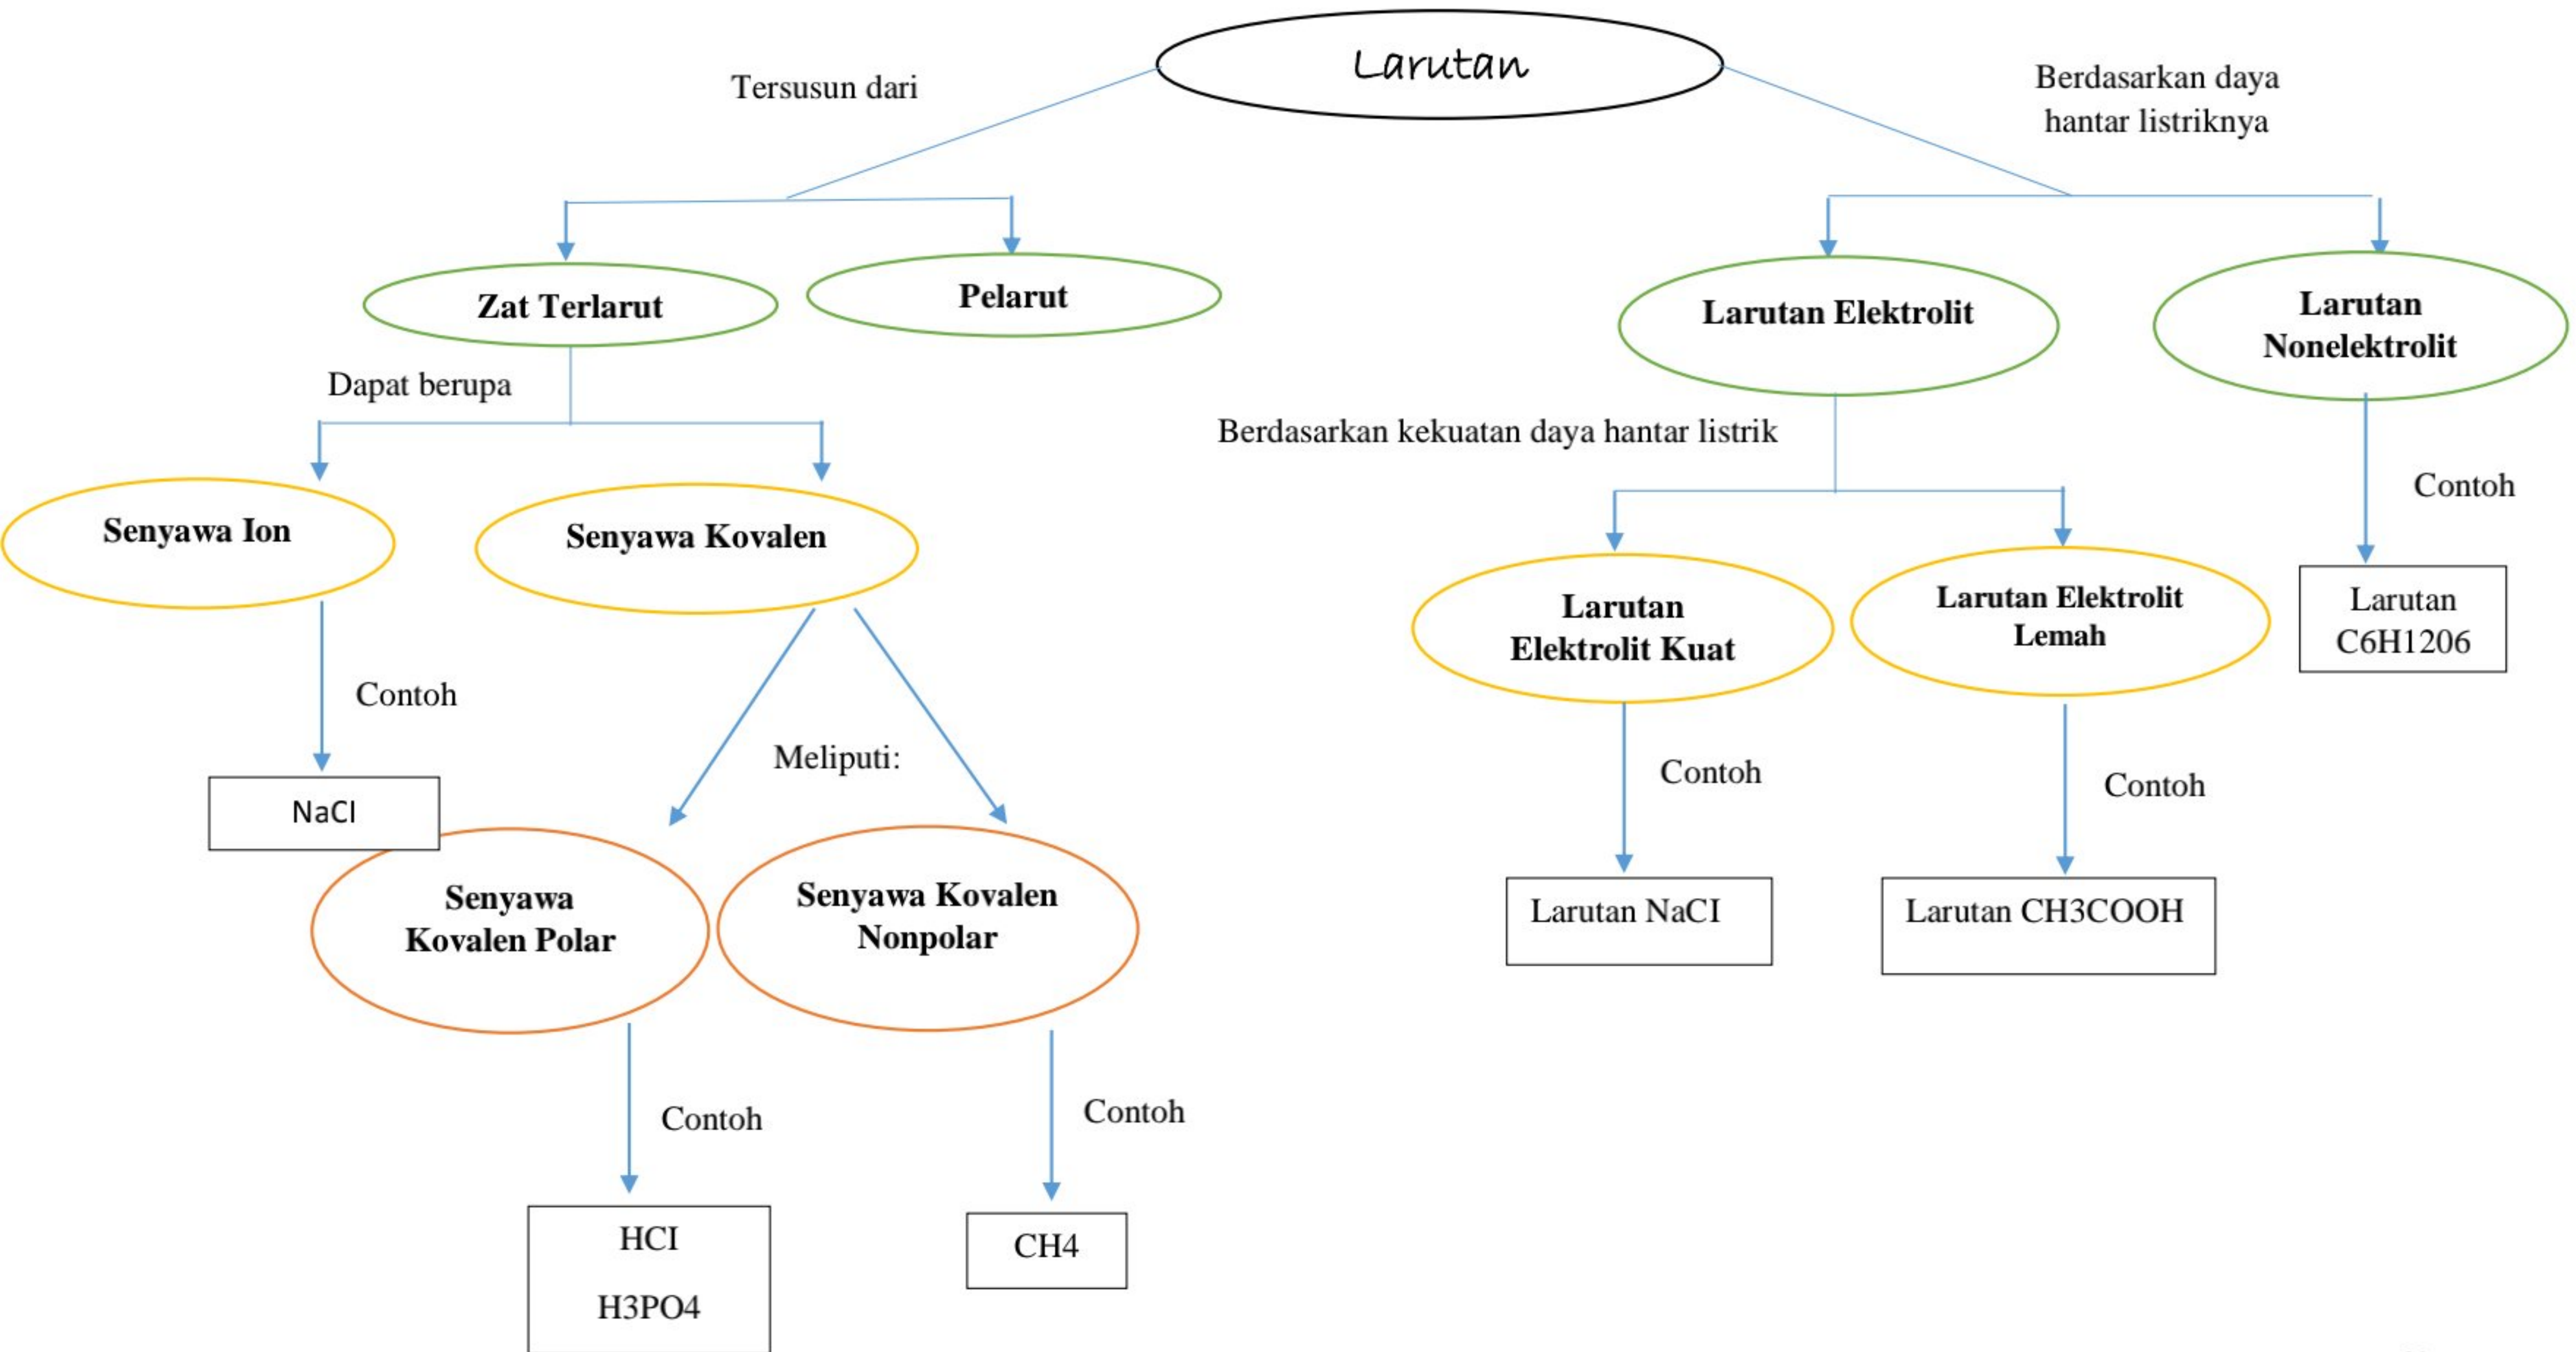 Larutan
Tersusun dari
Berdasarkan daya
hantar listriknya
Zat Terlarut
Pelarut
Larutan Elektrolit
Larutan
Nonelektrolit
Dapat berupa
Berdasarkan kekuatan daya hantar listrik
Contoh
Senyawa Ion
Senyawa Kovalen
Larutan
Elektrolit Kuat
Larutan Elektrolit
Lemah
Larutan
C6H1206
Contoh
Meliputi:
Contoh
Contoh
NaCI
Senyawa
Kovalen Polar
Senyawa Kovalen
Nonpolar
Larutan NaCI
Larutan CH3COOH
Contoh
Contoh
HCI
H3PO4
CH4